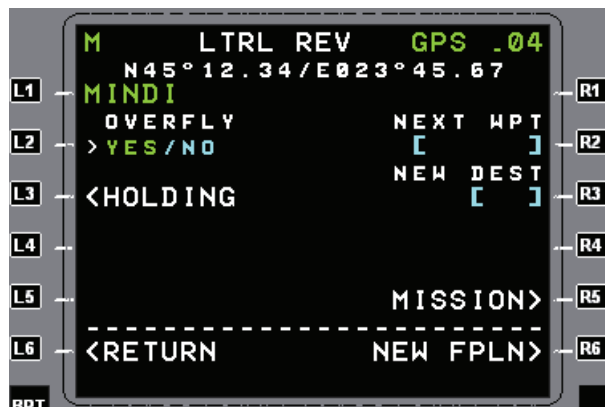 M LTRL REV GPS .04
N45°12.34/E023°45.67
L1 MINDI R1
OVERFLY NEXT WPT
L2 >YES/NO [ ] R2
NEW DEST
L3 <HOLDING [ ] R3
L4 R4
L5 MISSION> R5
L6 <RETURN NEW FPLN> R6
BRT